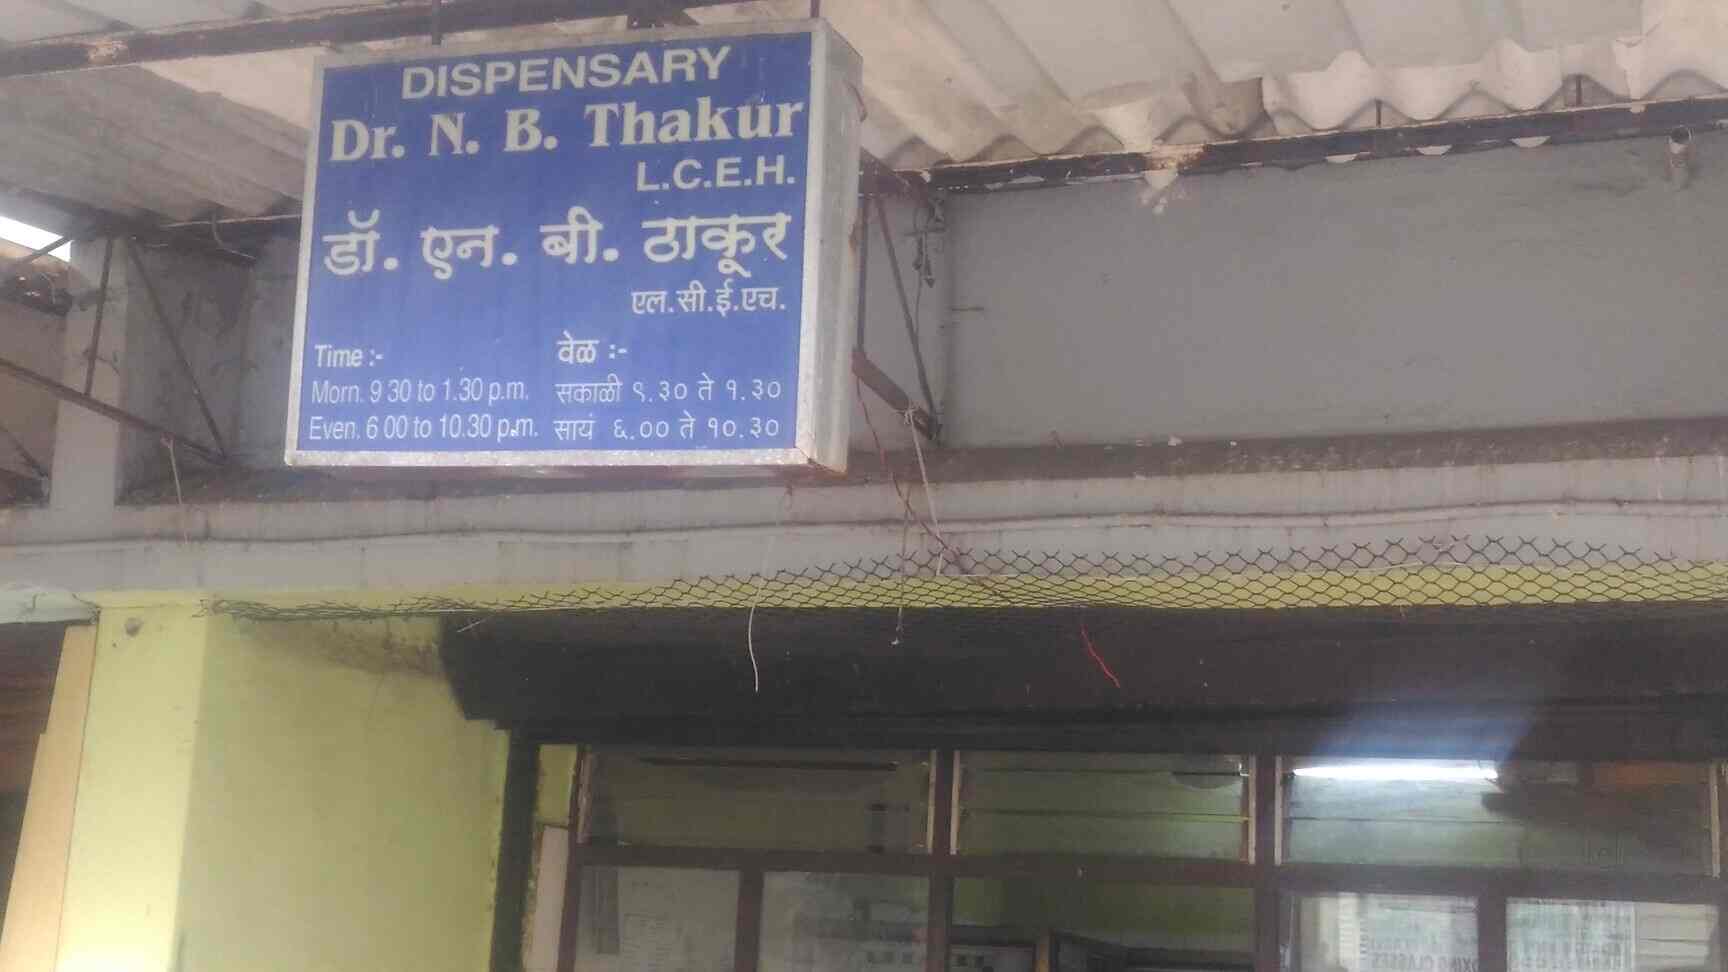 DISPENSARY
Dr. N. B. Thakur
L.C.E.H.
डॉ. एन. बी. ठाकूर
एल.सी.ई.एच.
Time :- वेळ :-
Morn. 9 30 to 1.30 p.m. सकाळी ९.३० ते १.३०
Even. 6 00 to 10.30 p.m. सायं ६.०० ते १०.३०
CLASSES